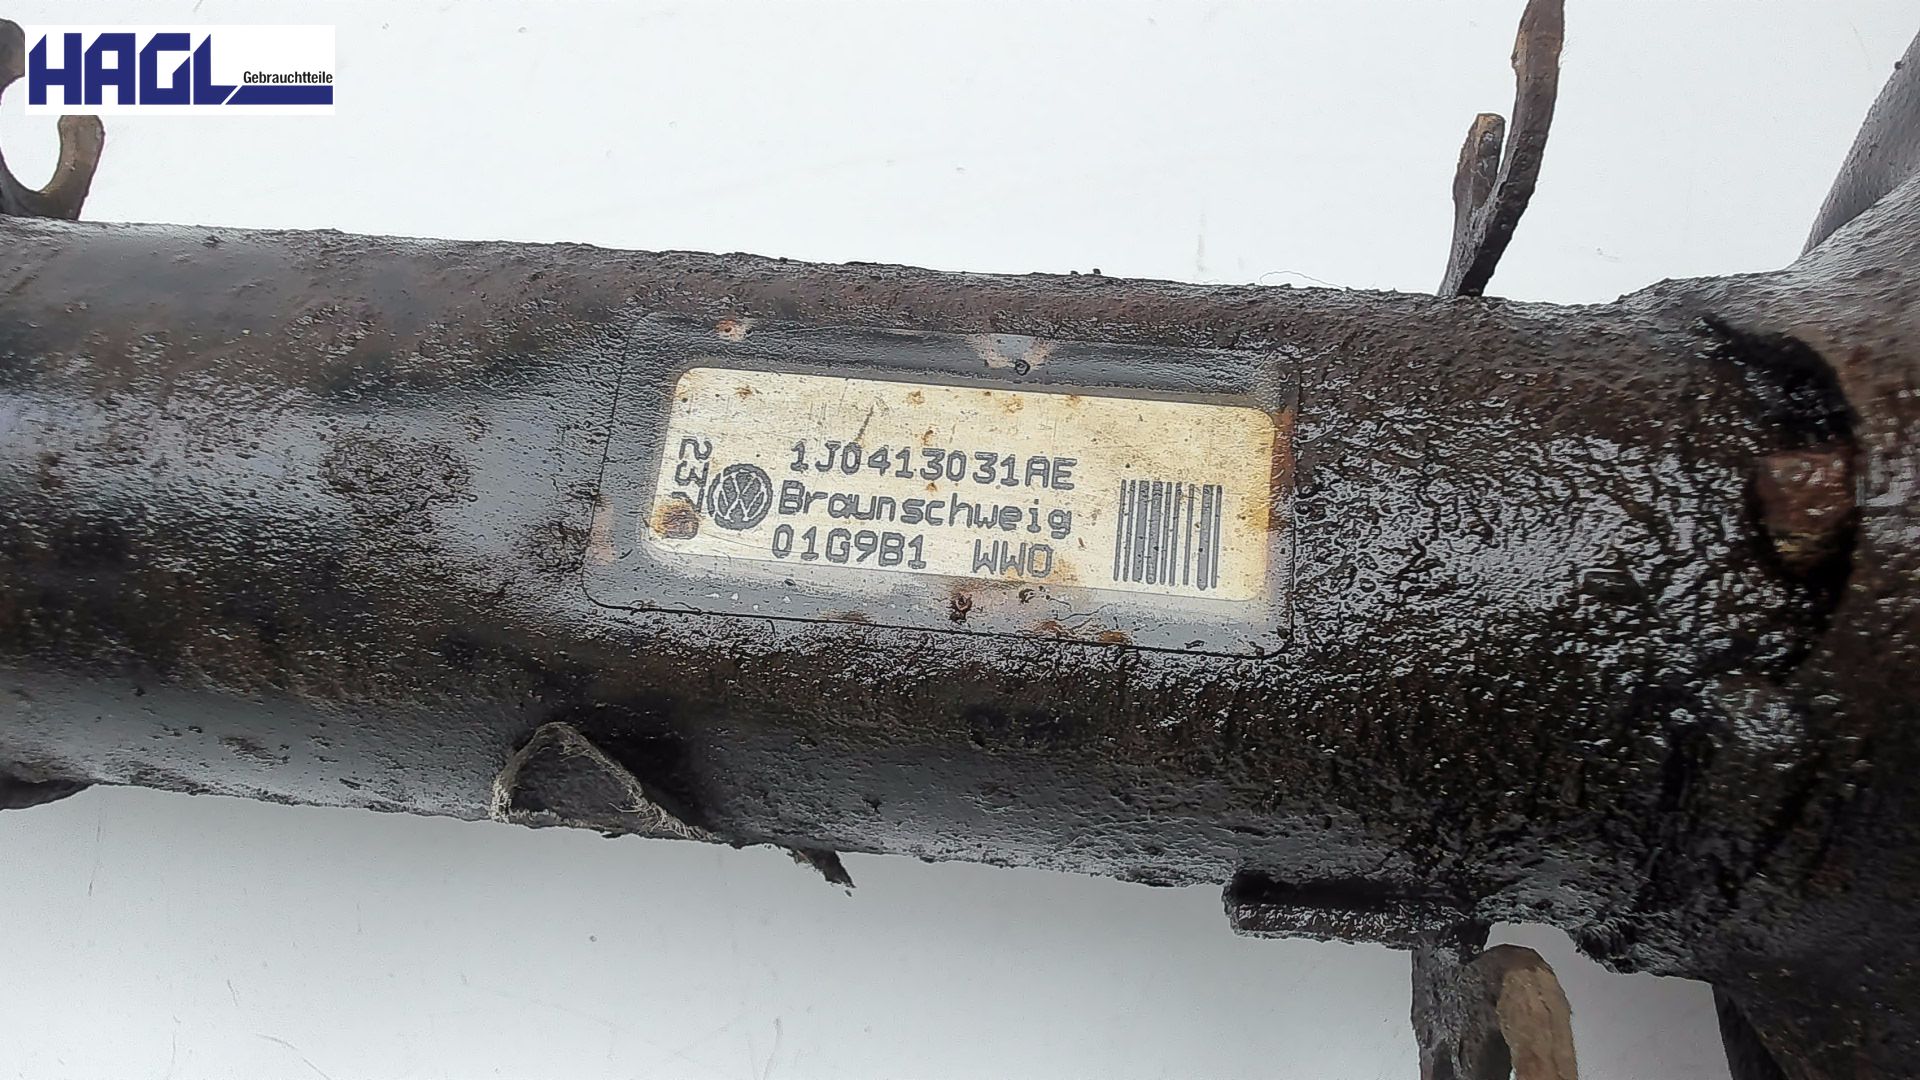 HAGL
Gebrauchtteile
1J0413031AE
Braunschweig
01G9B1 WWO